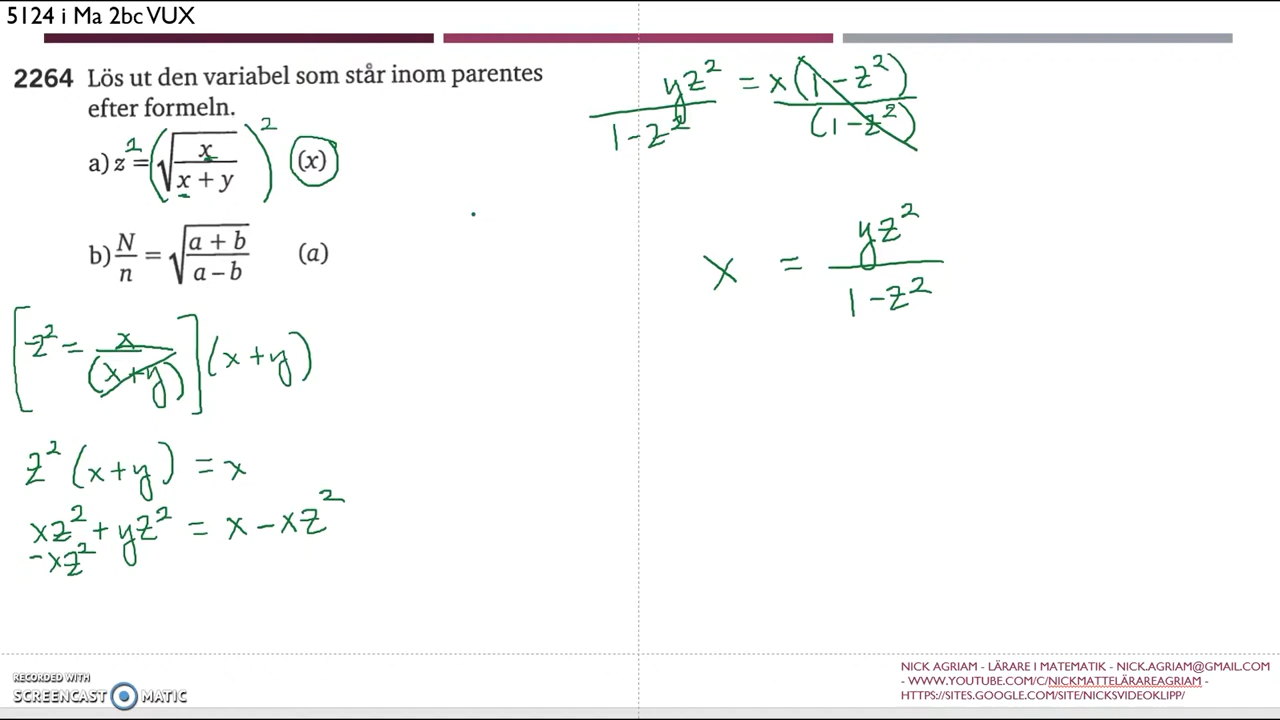 5124 i Ma 2bc VUX
2264 Lös ut den variabel som står inom parentes
efter formeln.
a) z² = (√(x/(x + y)))² (x)
b) N/n = √((a + b)/(a – b)) (a)
[z² = x/(x+y)] (x+y)
z² (x+y) = x
xz² + yz² = x – xz²
–xz²
yz²/(1–z²) = x(1–z²)/(1–z²)
x = yz²/(1–z²)
RECORDED WITH
SCREENCAST MATIC
NICK AGRIAM - LÄRARE I MATEMATIK - NICK.AGRIAM@GMAIL.COM
- WWW.YOUTUBE.COM/C/NICKMATTELÄRAREAGRIAM -
HTTPS://SITES.GOOGLE.COM/SITE/NICKSVIDEOKLIPP/